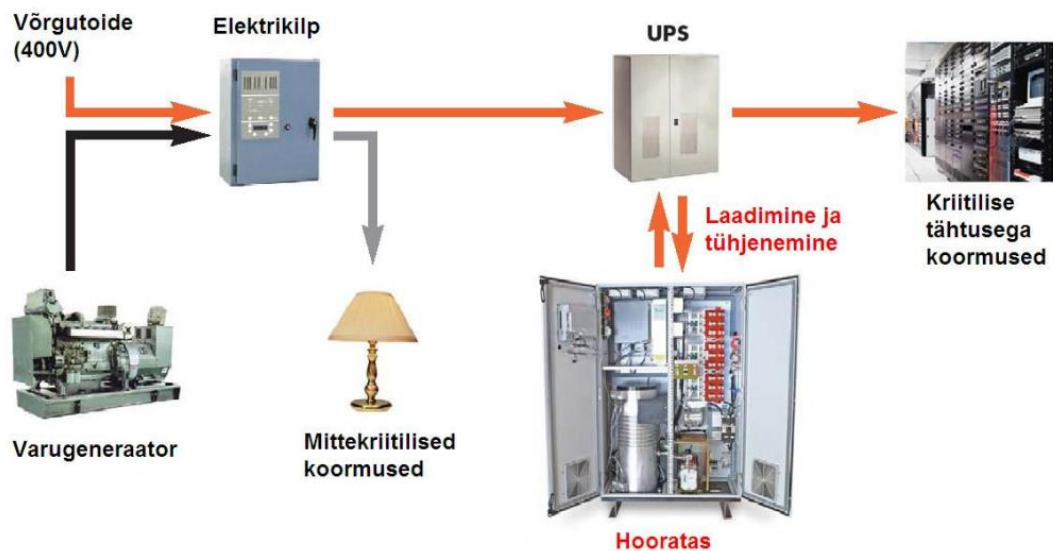 Võrgutoide
(400V)
Elektrikilp
UPS
Laadimine ja
tühjenemine
Kriitilise
tähtusega
koormused
Varugeneraator
Mittekriitilised
koormused
Hooratas